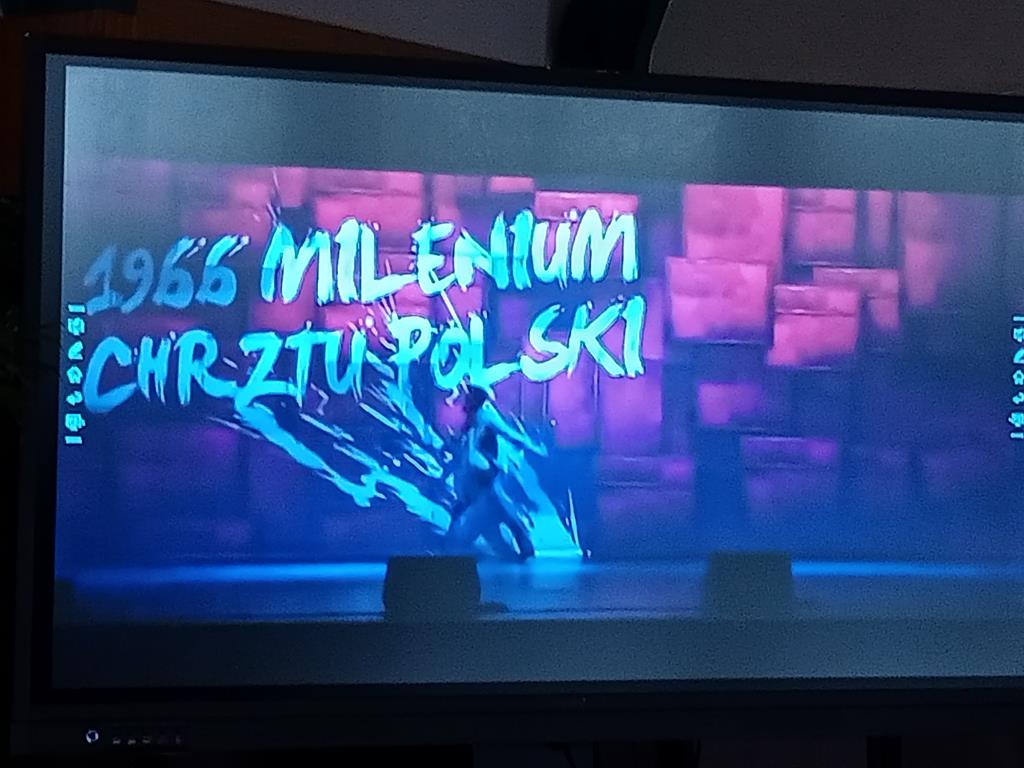 1966 MILENIUM
CHRZTU POLSKI